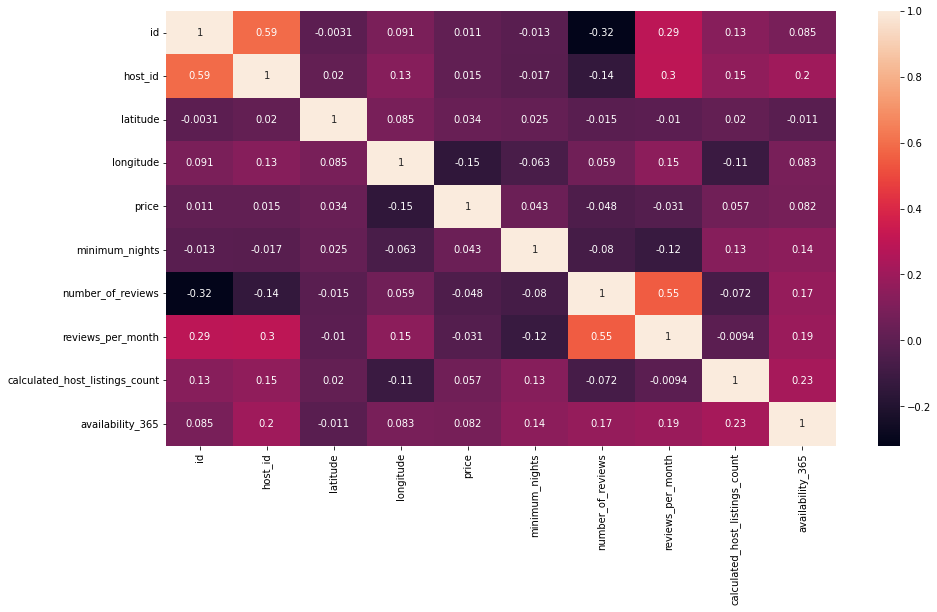 id 1 0.59 -0.0031 0.091 0.011 -0.013 -0.32 0.29 0.13 0.085
host_id 0.59 1 0.02 0.13 0.015 -0.017 -0.14 0.3 0.15 0.2
latitude -0.0031 0.02 1 0.085 0.034 0.025 -0.015 -0.01 0.02 -0.011
longitude 0.091 0.13 0.085 1 -0.15 -0.063 0.059 0.15 -0.11 0.083
price 0.011 0.015 0.034 -0.15 1 0.043 -0.048 -0.031 0.057 0.082
minimum_nights -0.013 -0.017 0.025 -0.063 0.043 1 -0.08 -0.12 0.13 0.14
number_of_reviews -0.32 -0.14 -0.015 0.059 -0.048 -0.08 1 0.55 -0.072 0.17
reviews_per_month 0.29 0.3 -0.01 0.15 -0.031 -0.12 0.55 1 -0.0094 0.19
calculated_host_listings_count 0.13 0.15 0.02 -0.11 0.057 0.13 -0.072 -0.0094 1 0.23
availability_365 0.085 0.2 -0.011 0.083 0.082 0.14 0.17 0.19 0.23 1
id
host_id
latitude
longitude
price
minimum_nights
number_of_reviews
reviews_per_month
calculated_host_listings_count
availability_365
1.0
0.8
0.6
0.4
0.2
0.0
-0.2